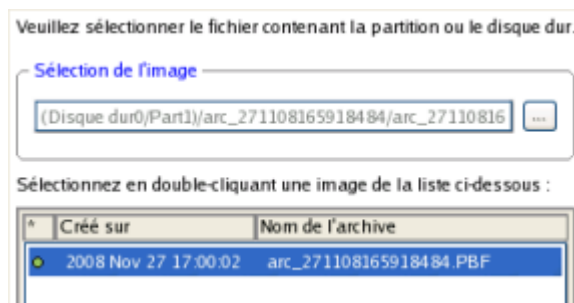 Veuillez sélectionner le fichier contenant la partition ou le disque dur.
Sélection de l'image
(Disque dur0/Part1)/arc_271108165918484/arc_27110816
...
Sélectionnez en double-cliquant une image de la liste ci-dessous :
* Créé sur Nom de l'archive
2008 Nov 27 17:00:02 arc_271108165918484.PBF